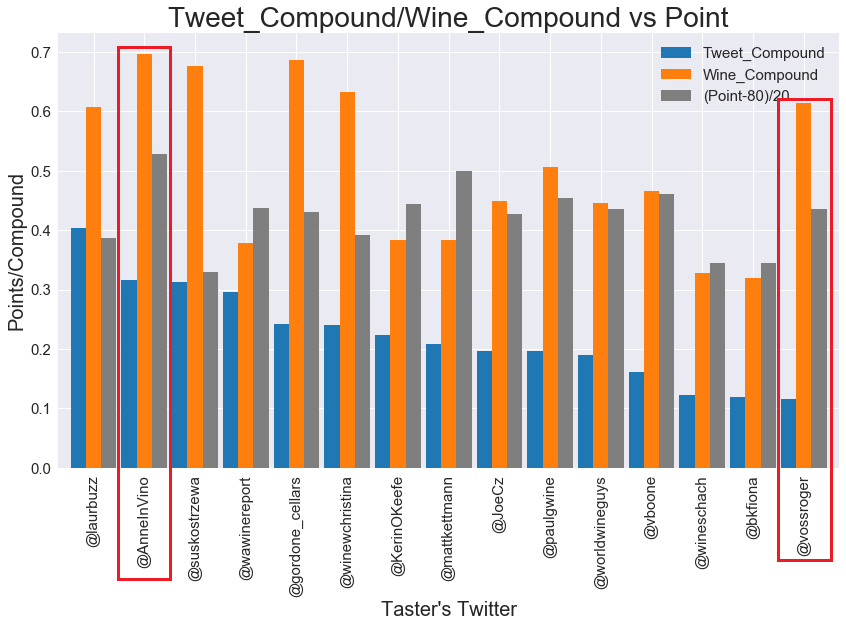 Tweet_Compound/Wine_Compound vs Point
Tweet_Compound
Wine_Compound
(Point-80)/20
Points/Compound
0.7
0.6
0.5
0.4
0.3
0.2
0.1
0.0
@laurbuzz
@AnneInVino
@suskostrzewa
@wawinereport
@gordone_cellars
@winewchristina
@KerinOKeefe
@mattkettmann
@JoeCz
@paulgwine
@worldwineguys
@vboone
@wineschach
@bkfiona
@vossroger
Taster's Twitter